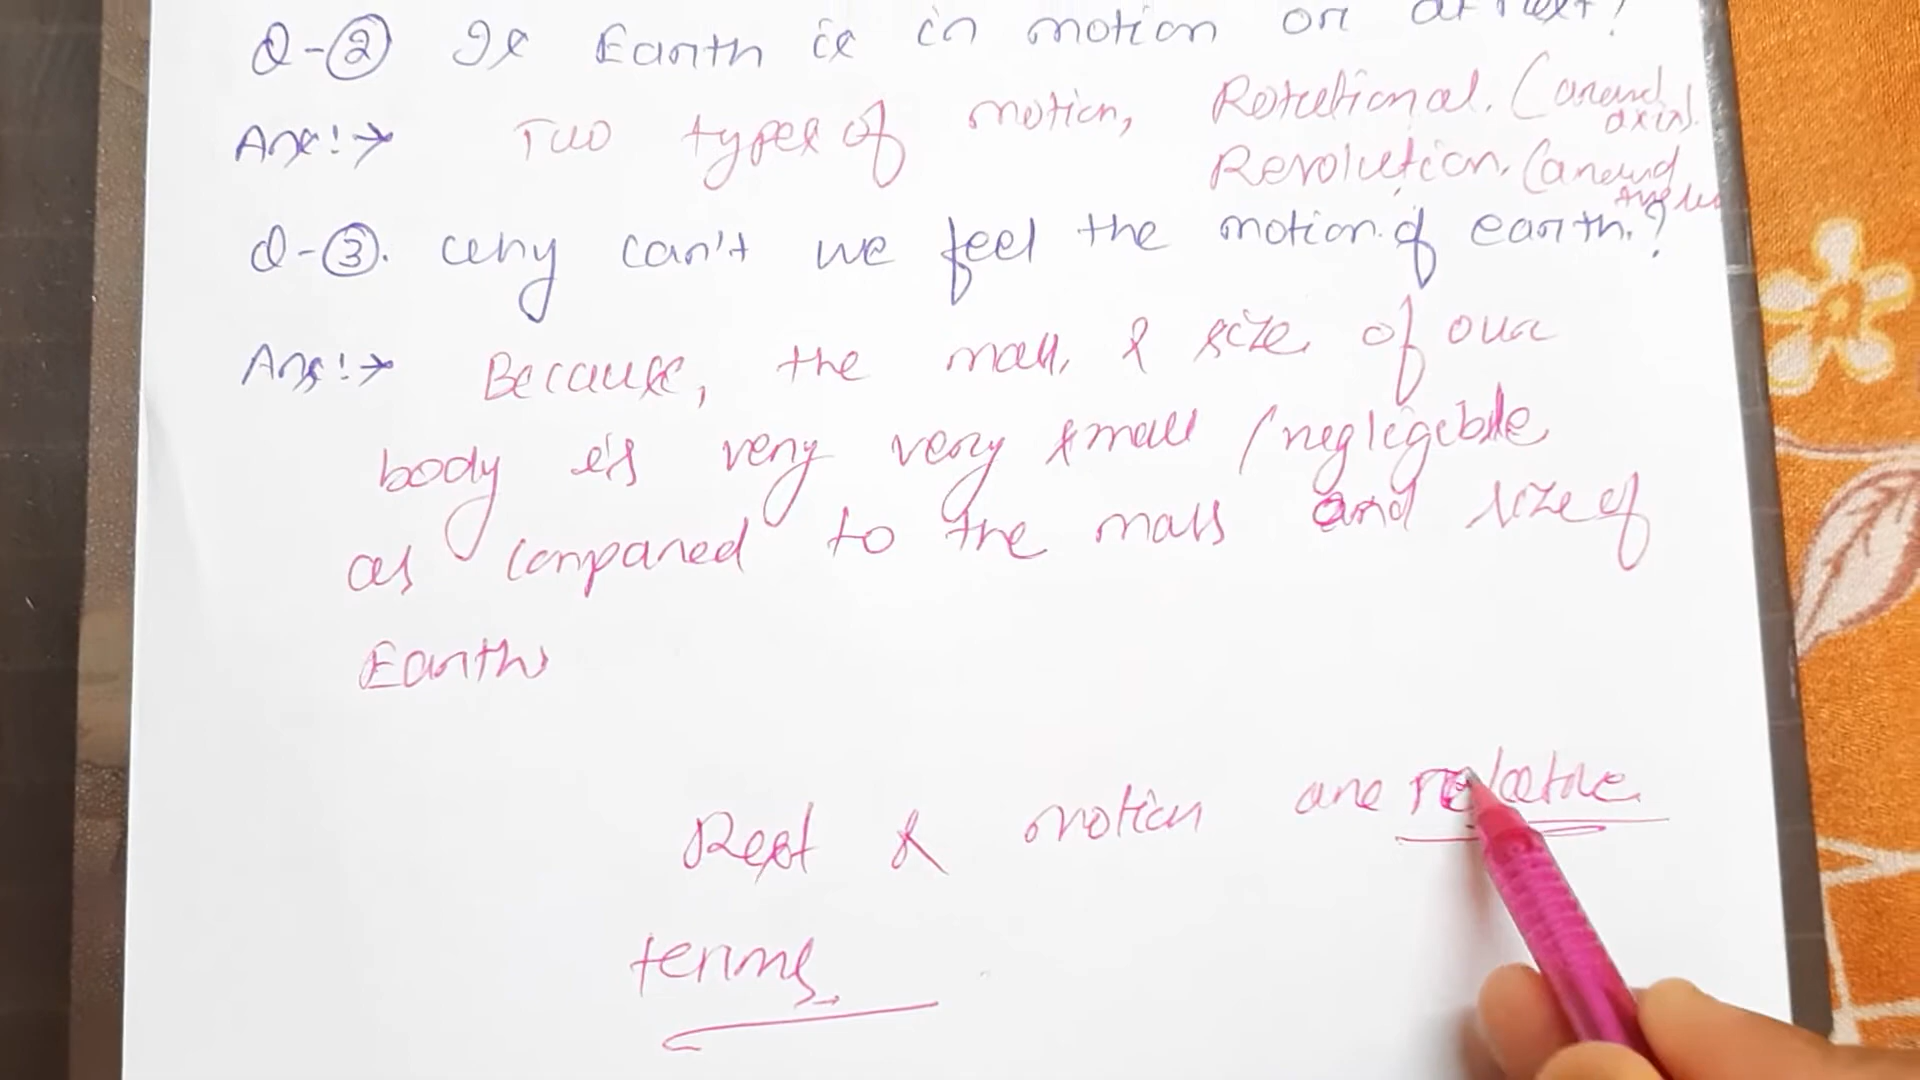 Q-② Is Earth is in motion or at rest?
Ans:→ Two types of motion, Rotational. (around axis).
Revolution. (around
Q-③. Why can't we feel the motion of earth.?
Ans:→ Because, the mass, & size of our
body is very very small / negligible
as compared to the mass and size of
Earth
Rest & motion are relative
terms